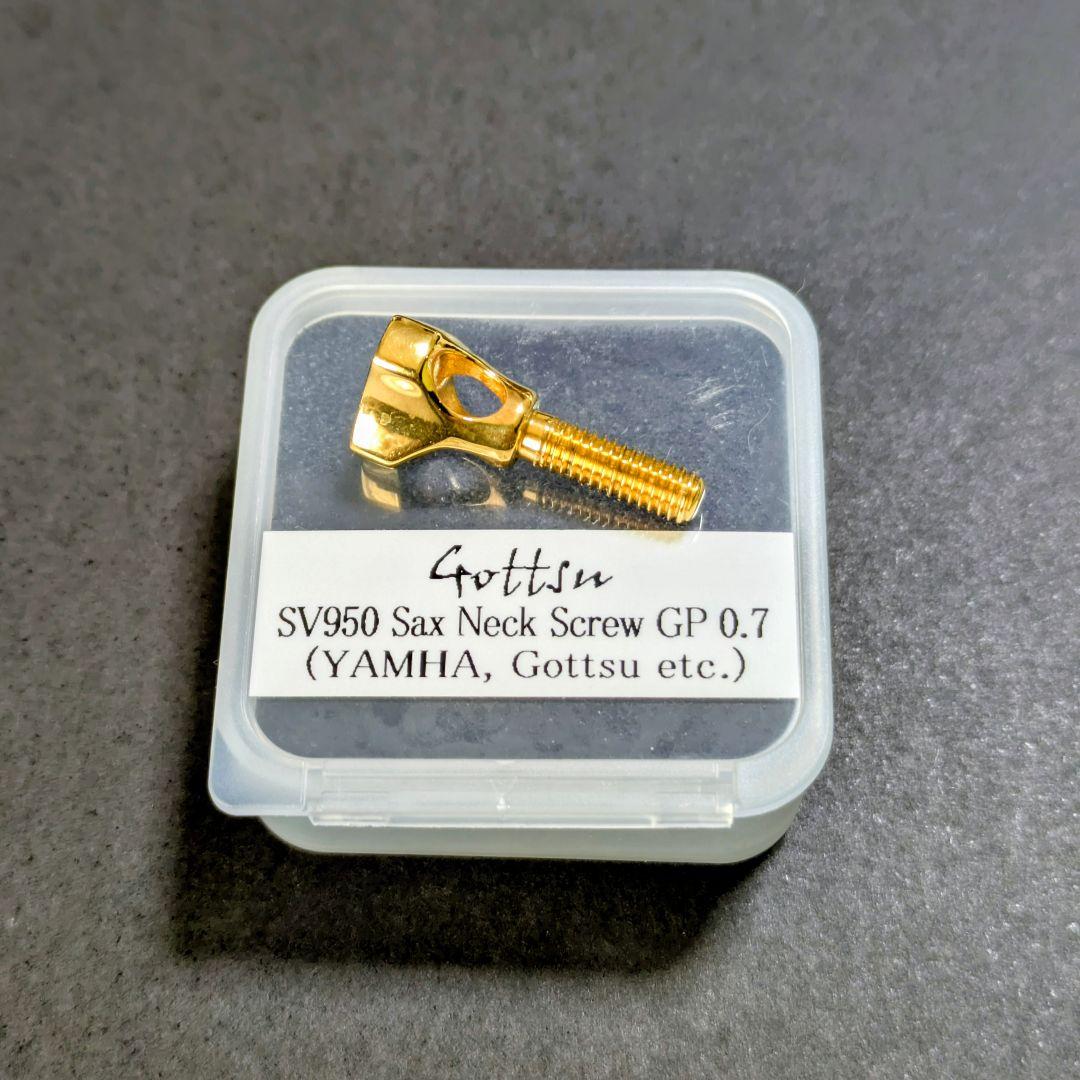 Gottsu
SV950 Sax Neck Screw GP 0.7
(YAMHA, Gottsu etc.)